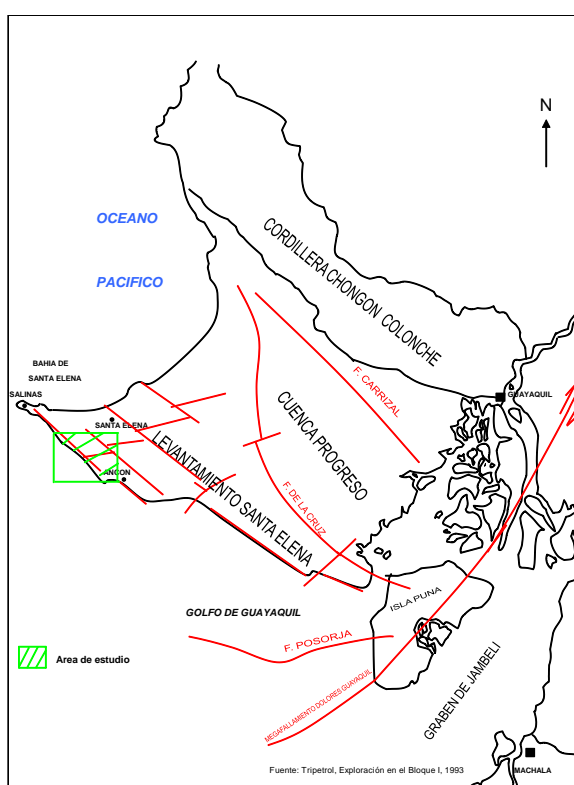 N
OCEANO
PACIFICO
CORDILLERA CHONGON COLONCHE
BAHIA DE
SANTA ELENA
SALINAS
F. CARRIZAL
GUAYAQUIL
SANTA ELENA
CUENCA PROGRESO
LEVANTAMIENTO SANTA ELENA
ANCON
F. DE LA CRUZ
ISLA PUNA
GOLFO DE GUAYAQUIL
F. POSORJA
Area de estudio
MEGAFALLAMIENTO DOLORES GUAYAQUIL
GRABEN DE JAMBELI
Fuente: Tripetrol, Exploración en el Bloque I, 1993
MACHALA